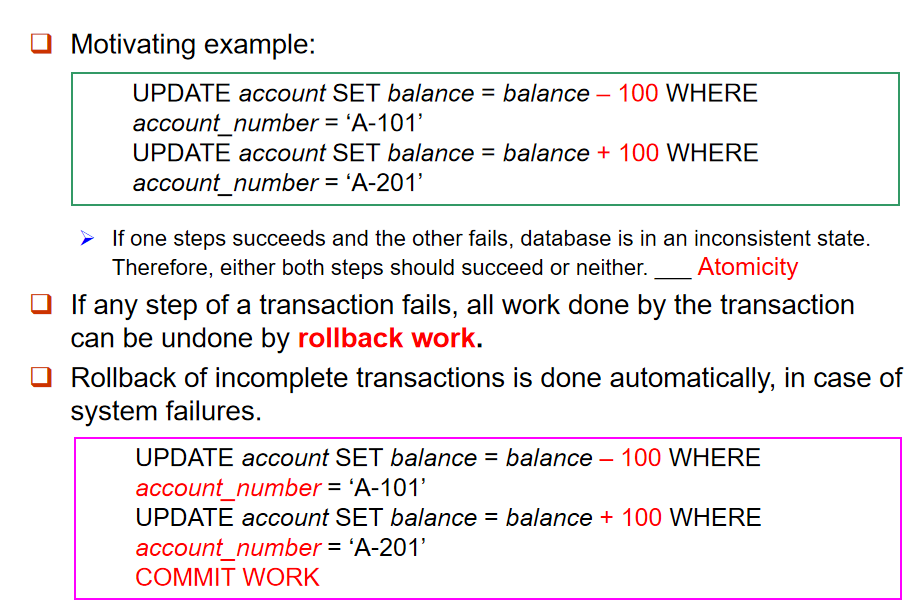 Motivating example:
UPDATE account SET balance = balance – 100 WHERE
account_number = ‘A-101’
UPDATE account SET balance = balance + 100 WHERE
account_number = ‘A-201’
If one steps succeeds and the other fails, database is in an inconsistent state.
Therefore, either both steps should succeed or neither. ___ Atomicity
If any step of a transaction fails, all work done by the transaction
can be undone by rollback work.
Rollback of incomplete transactions is done automatically, in case of
system failures.
UPDATE account SET balance = balance – 100 WHERE
account_number = ‘A-101’
UPDATE account SET balance = balance + 100 WHERE
account_number = ‘A-201’
COMMIT WORK